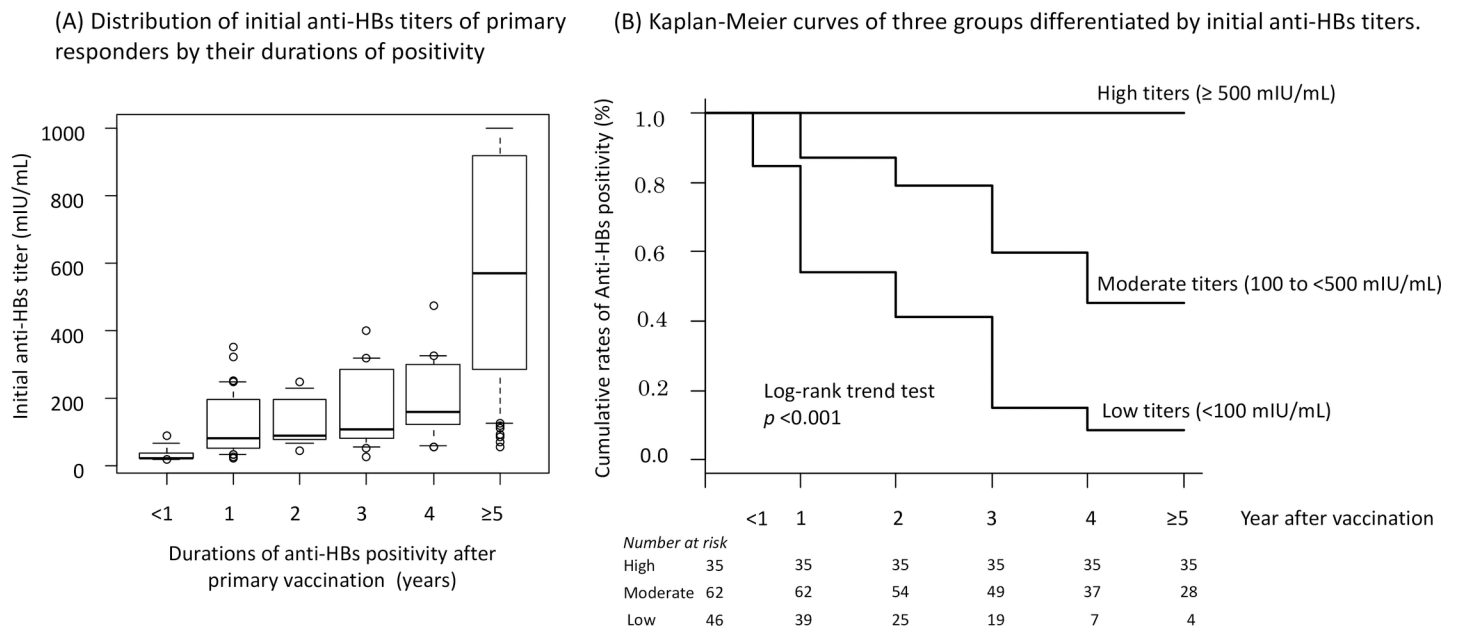 (A) Distribution of initial anti-HBs titers of primary
responders by their durations of positivity
Initial anti-HBs titer (mIU/mL)
1000
800
600
400
200
0
<1 1 2 3 4 ≥5
Durations of anti-HBs positivity after
primary vaccination (years)
(B) Kaplan-Meier curves of three groups differentiated by initial anti-HBs titers.
Cumulative rates of Anti-HBs positivity (%)
1.0
0.8
0.6
0.4
0.2
0.0
High titers (≥ 500 mIU/mL)
Moderate titers (100 to <500 mIU/mL)
Low titers (<100 mIU/mL)
Log-rank trend test
p <0.001
<1 1 2 3 4 ≥5 Year after vaccination
Number at risk
High 35 35 35 35 35 35
Moderate 62 62 54 49 37 28
Low 46 39 25 19 7 4